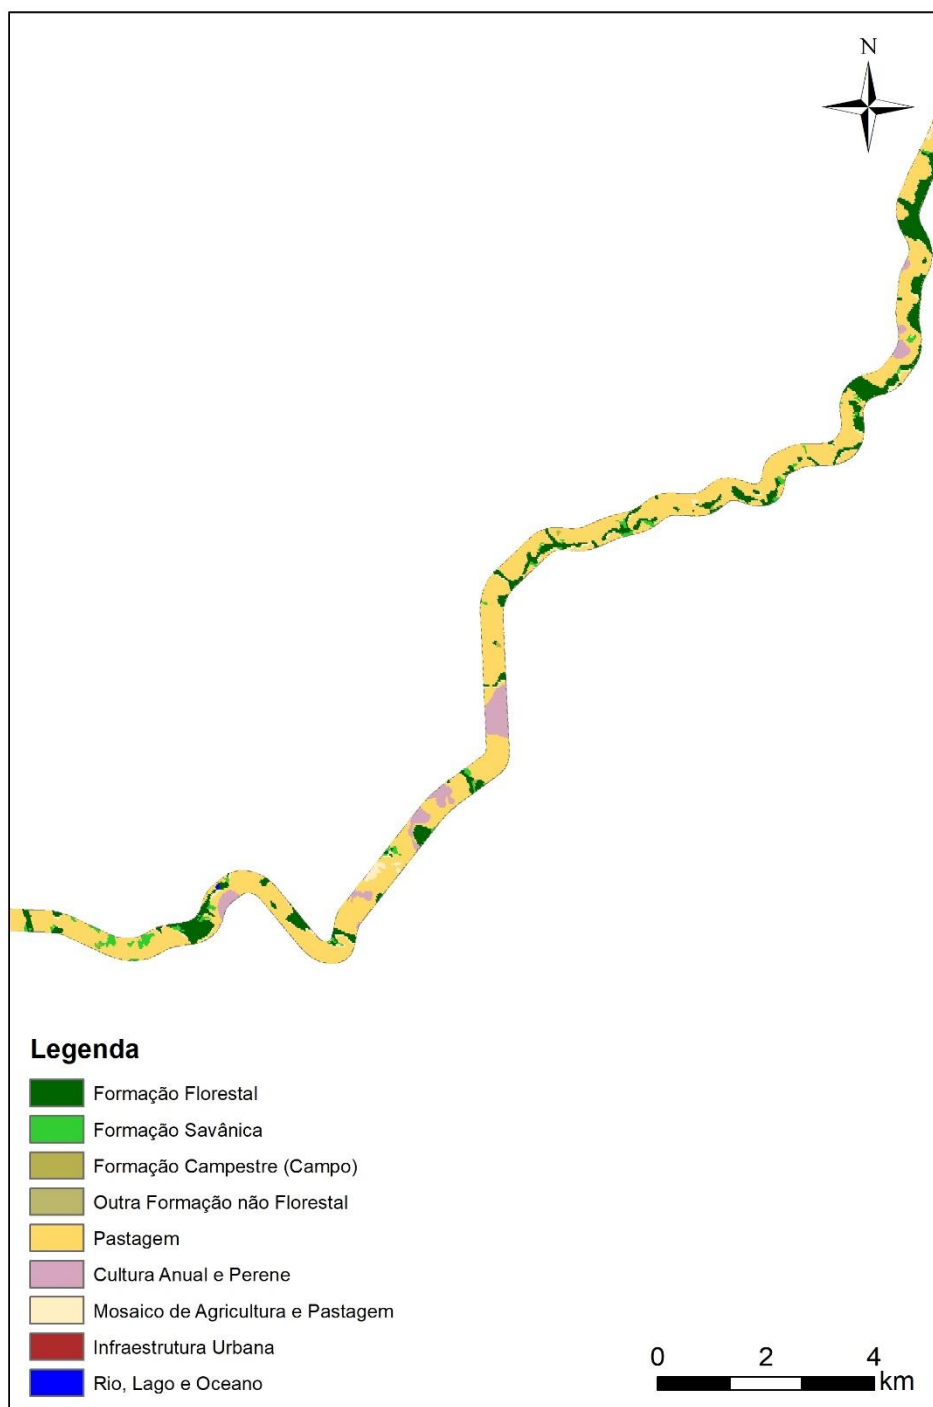 N
Legenda
Formação Florestal
Formação Savânica
Formação Campestre (Campo)
Outra Formação não Florestal
Pastagem
Cultura Anual e Perene
Mosaico de Agricultura e Pastagem
Infraestrutura Urbana
Rio, Lago e Oceano
0 2 4
km